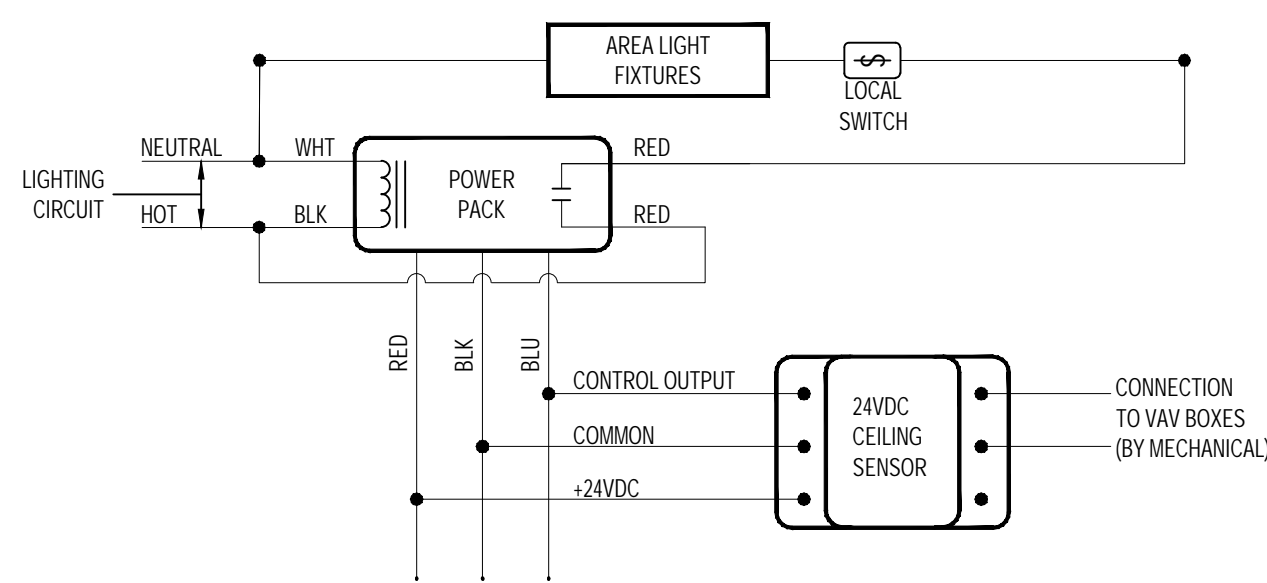 AREA LIGHT
FIXTURES
$
LOCAL
SWITCH
NEUTRAL
WHT
RED
LIGHTING
CIRCUIT
POWER
PACK
HOT
BLK
RED
RED
BLK
BLU
CONTROL OUTPUT
COMMON
+24VDC
24VDC
CEILING
SENSOR
CONNECTION
TO VAV BOXES
(BY MECHANICAL)